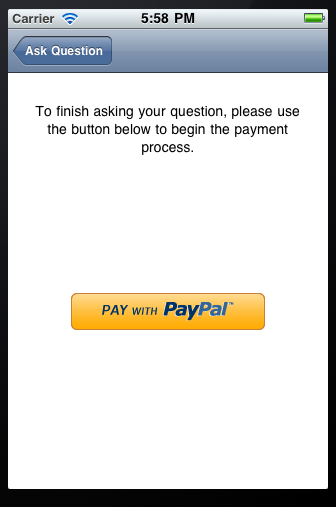 Carrier 5:58 PM
Ask Question
To finish asking your question, please use
the button below to begin the payment
process.
PAY WITH PayPal™